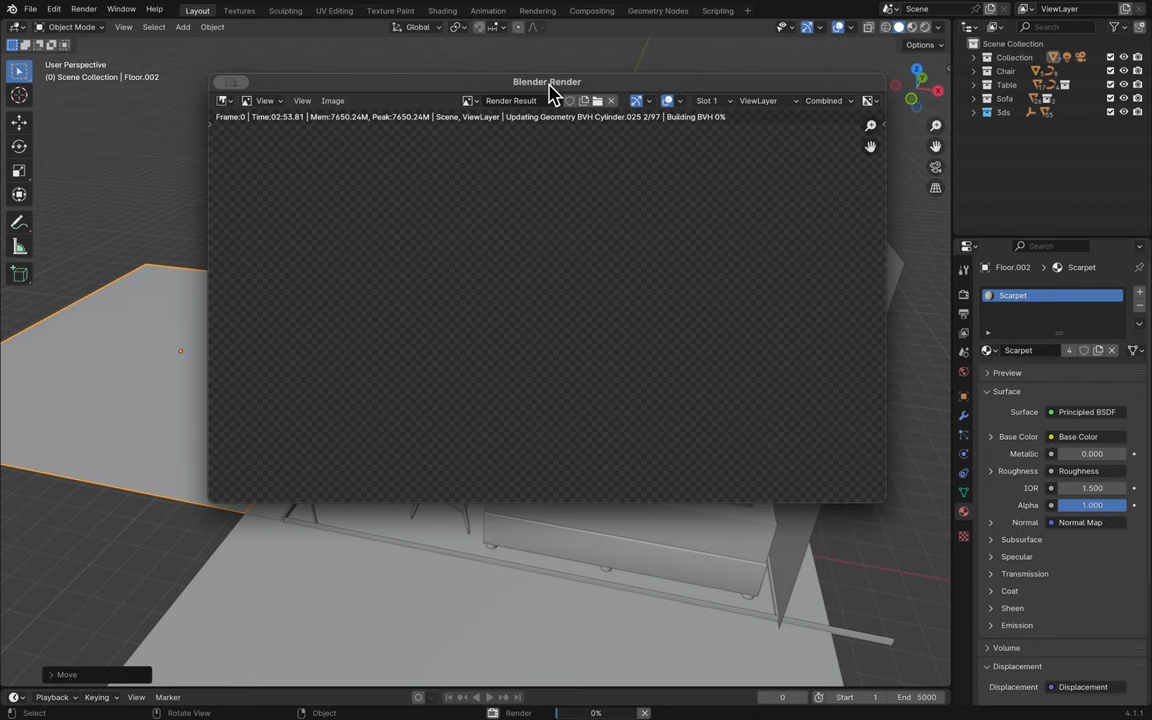 File Edit Render Window Help Layout Textures Sculpting UV Editing Texture Paint Shading Animation Rendering Compositing Geometry Nodes Scripting + Scene ViewLayer
Object Mode View Select Add Object Global Search
Options
User Perspective
(0) Scene Collection | Floor.002
Scene Collection
Collection
Chair
Table
Sofa
3ds
Blender Render
View View Image Render Result Slot 1 ViewLayer Combined
Frame:0 | Time:02:53.81 | Mem:7650.24M, Peak:7650.24M | Scene, ViewLayer | Updating Geometry BVH Cylinder.025 2/97 | Building BVH 0%
Search
Floor.002 > Scarpet
Scarpet
Scarpet 4
Preview
Surface
Surface Principled BSDF
Base Color Base Color
Metallic 0.000
Roughness Roughness
IOR 1.500
Alpha 1.000
Normal Normal Map
Subsurface
Specular
Transmission
Coat
Sheen
Emission
Volume
Displacement
Displacement Displacement
Move
Playback Keying View Marker 0 Start 1 End 5000
Select Rotate View Object Render 0% 4.1.1